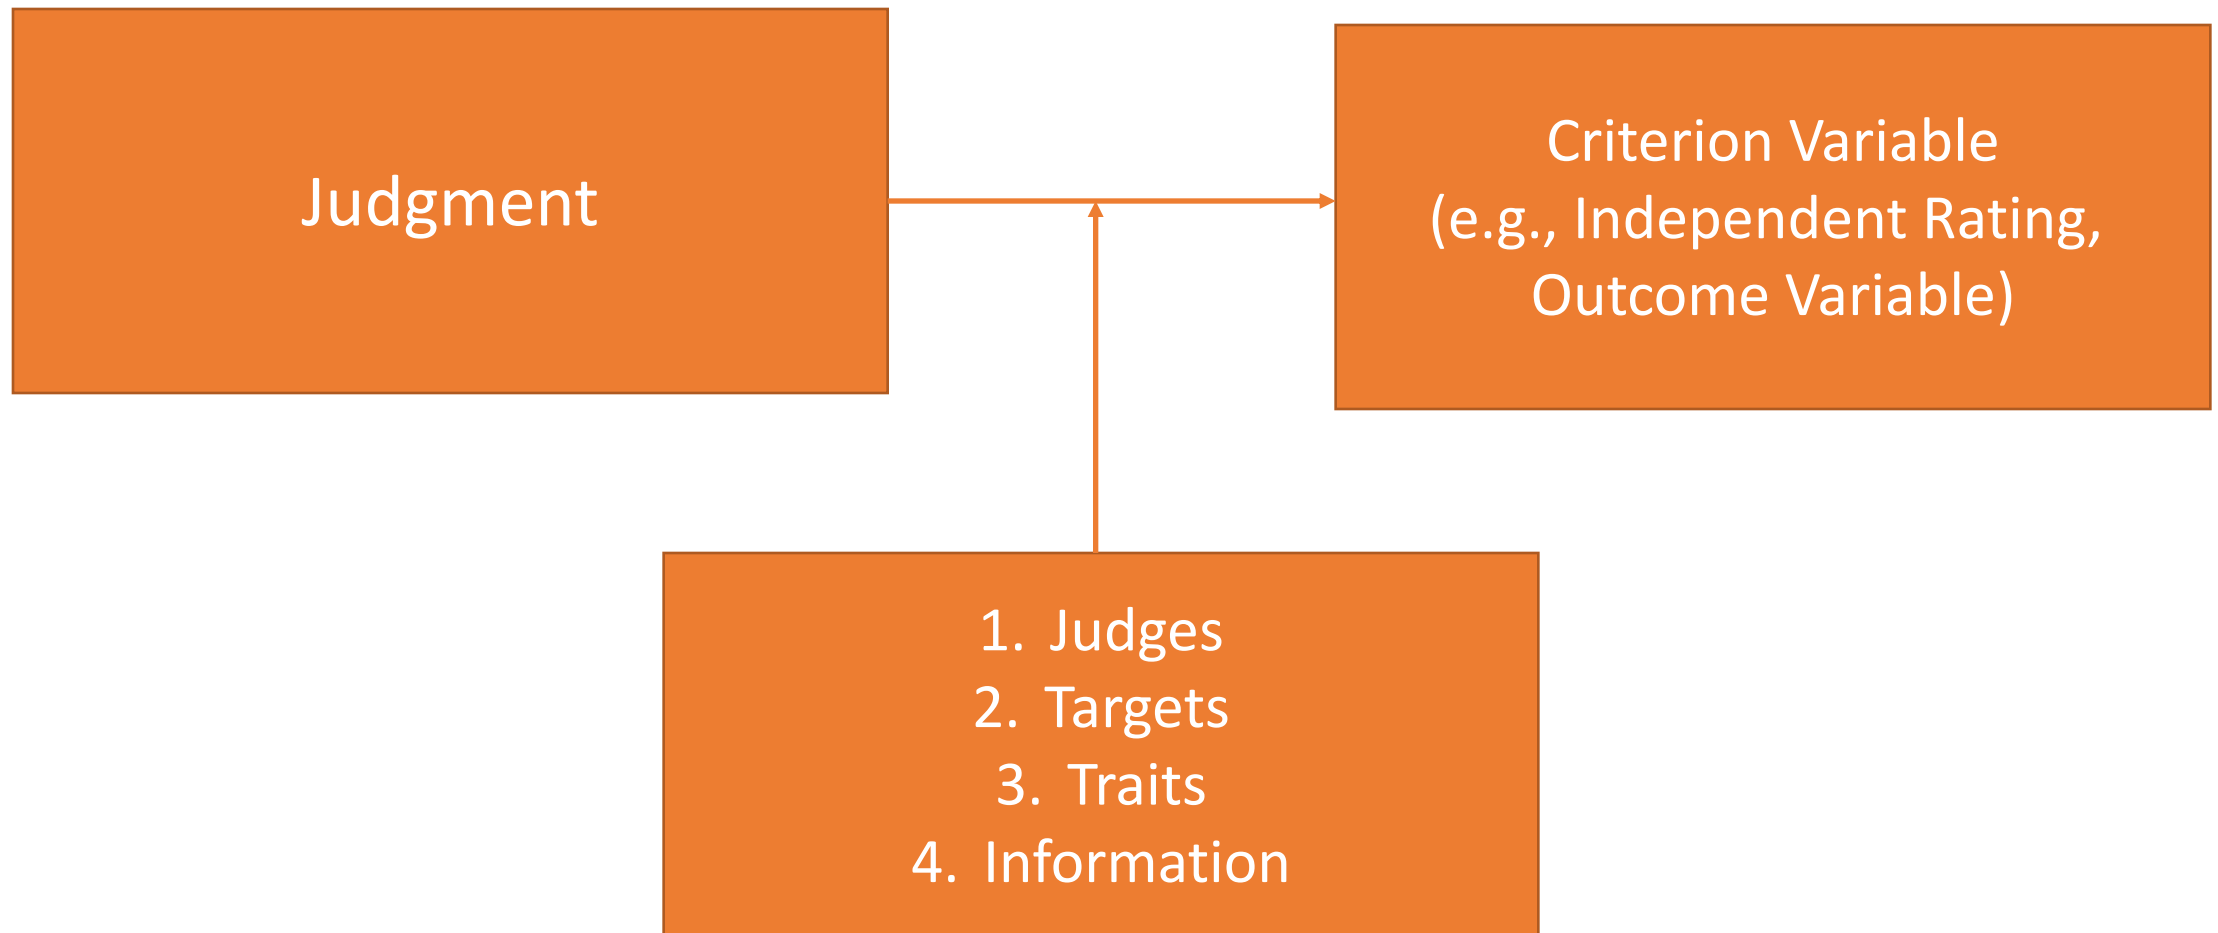 Judgment
Criterion Variable
(e.g., Independent Rating,
Outcome Variable)
1. Judges
2. Targets
3. Traits
4. Information